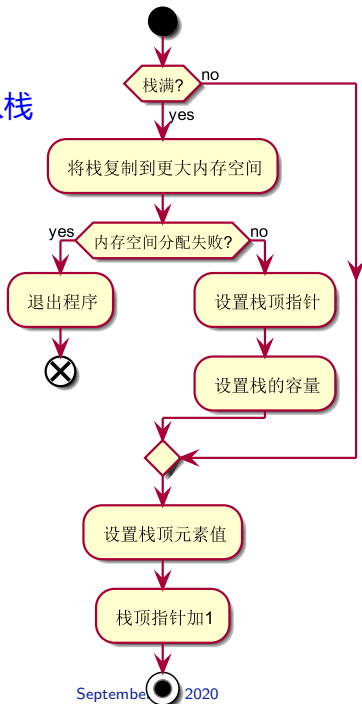 栈满?
no
入栈
yes
将栈复制到更大内存空间
yes
内存空间分配失败?
no
退出程序
设置栈顶指针
设置栈的容量
设置栈顶元素值
栈顶指针加1
September
2020